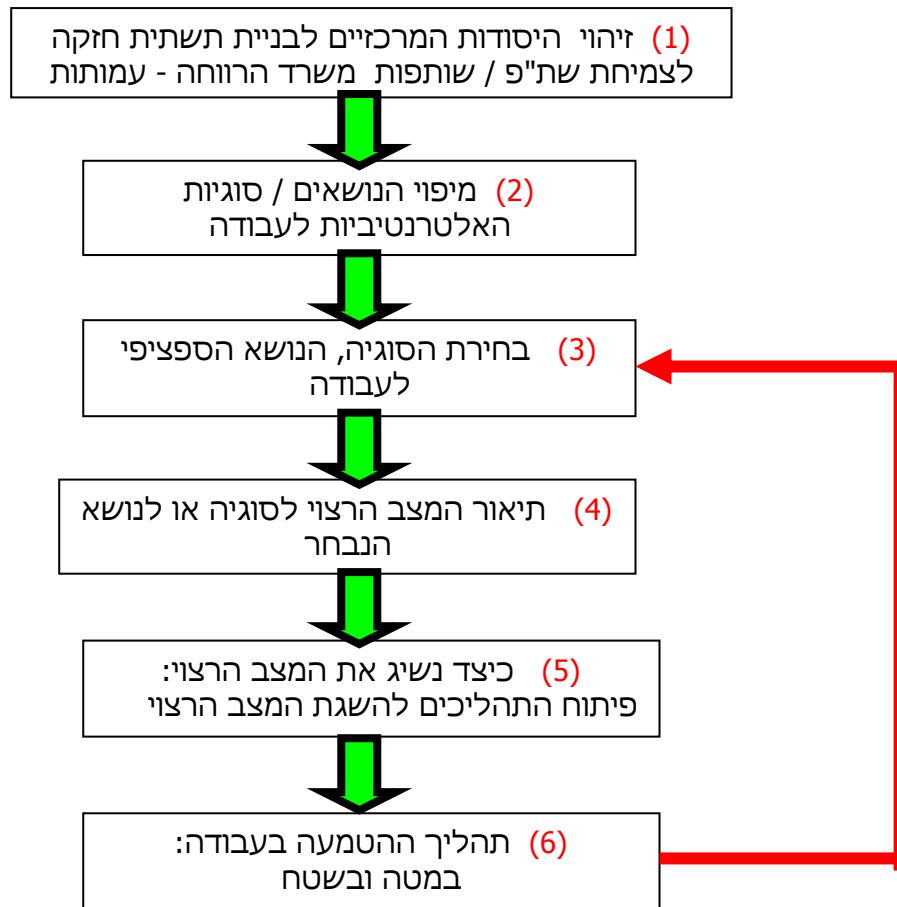 (1) זיהוי היסודות המרכזיים לבניית תשתית חזקה
לצמיחת שת"פ / שותפות משרד הרווחה - עמותות
(2) מיפוי הנושאים / סוגיות
האלטרנטיביות לעבודה
(3) בחירת הסוגיה, הנושא הספציפי
לעבודה
(4) תיאור המצב הרצוי לסוגיה או לנושא
הנבחר
(5) כיצד נשיג את המצב הרצוי:
פיתוח התהליכים להשגת המצב הרצוי
(6) תהליך ההטמעה בעבודה:
במטה ובשטח